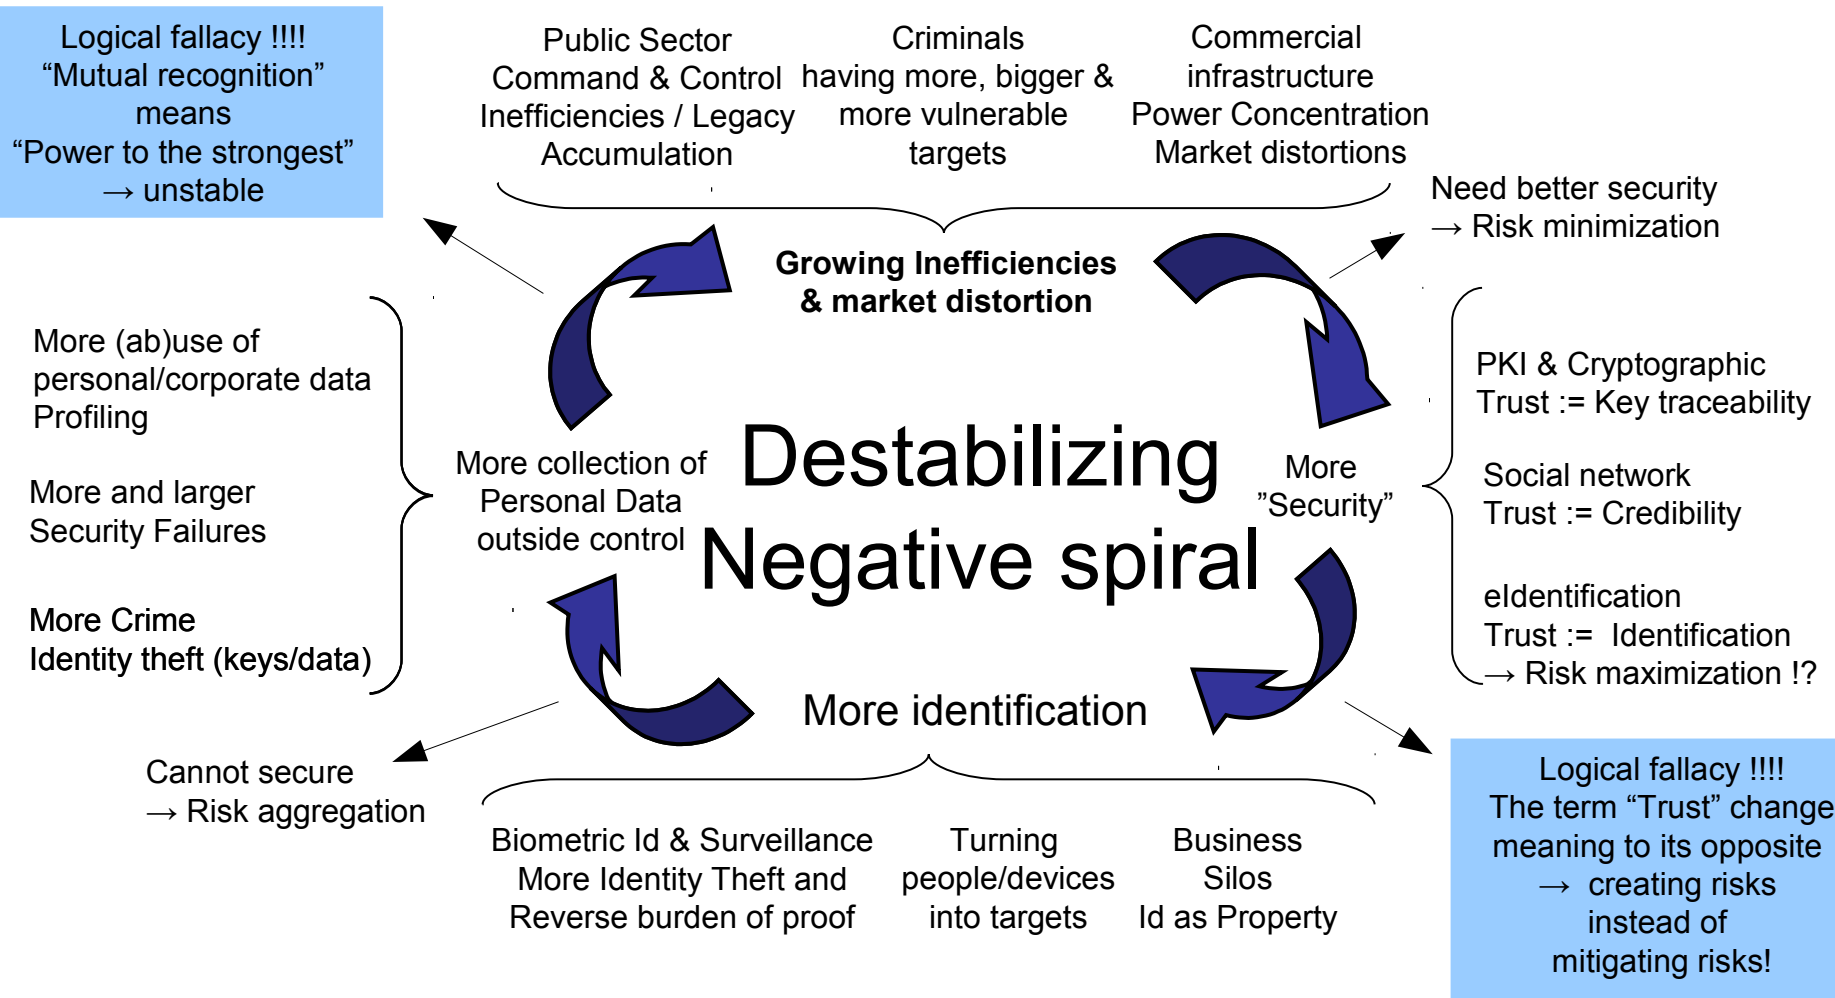 Logical fallacy !!!!
“Mutual recognition”
means
“Power to the strongest”
→ unstable
Public Sector
Command & Control
Inefficiencies / Legacy
Accumulation
Criminals
having more, bigger &
more vulnerable
targets
Commercial
infrastructure
Power Concentration
Market distortions
Need better security
→ Risk minimization
Growing Inefficiencies
& market distortion
More (ab)use of
personal/corporate data
Profiling
More and larger
Security Failures
More Crime
Identity theft (keys/data)
More collection of
Personal Data
outside control
Destabilizing
Negative spiral
More
”Security”
PKI & Cryptographic
Trust := Key traceability
Social network
Trust := Credibility
eIdentification
Trust := Identification
→ Risk maximization !?
More identification
Cannot secure
→ Risk aggregation
Biometric Id & Surveillance
More Identity Theft and
Reverse burden of proof
Turning
people/devices
into targets
Business
Silos
Id as Property
Logical fallacy !!!!
The term “Trust” change
meaning to its opposite
→ creating risks
instead of
mitigating risks!